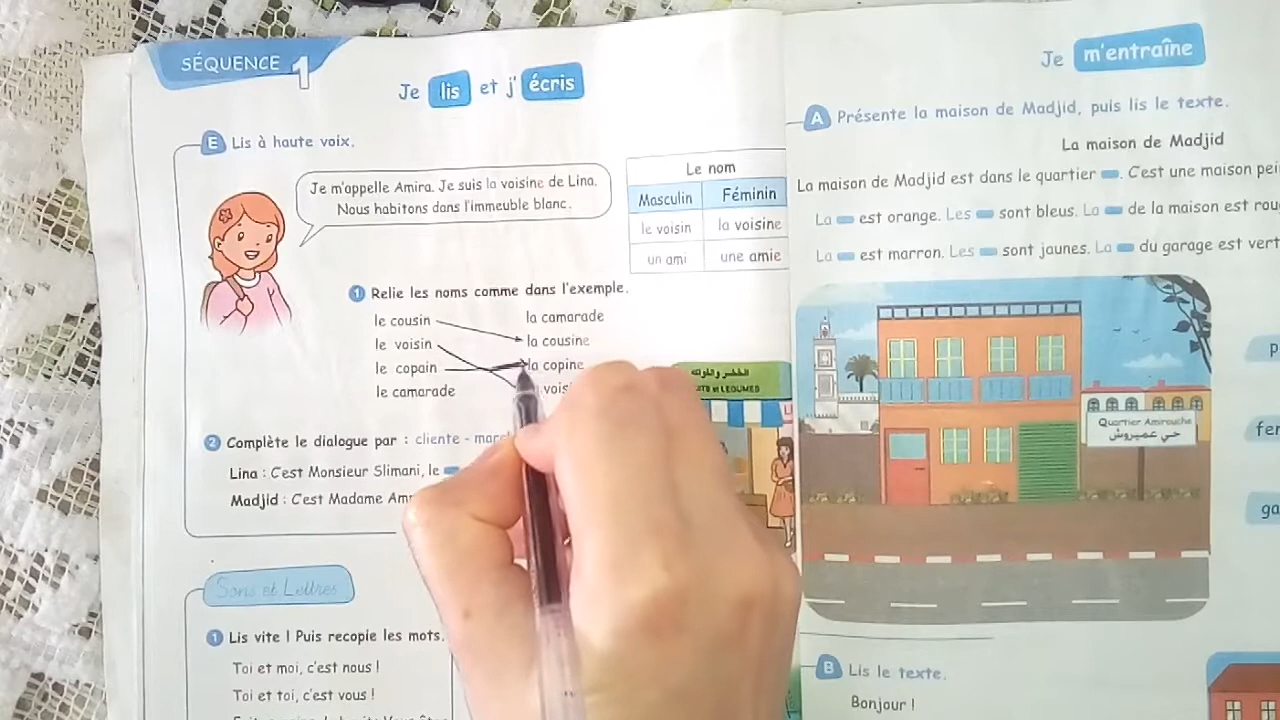 SÉQUENCE 1
Je lis et j'écris
E Lis à haute voix.
Je m'appelle Amira. Je suis la voisine de Lina.
Nous habitons dans l'immeuble blanc.
Le nom
Masculin Féminin
le voisin la voisine
un ami une amie
1 Relie les noms comme dans l'exemple.
le cousin la camarade
le voisin la cousine
le copain la copine
le camarade
2 Complète le dialogue par : cliente -
Lina : C'est Monsieur Slimani, le
Madjid : C'est Madame
Sons et Lettres
1 Lis vite ! Puis recopie les mots.
Toi et moi, c'est nous !
Toi et toi, c'est vous !
الخضر والفواكه
et LEGUMES
Je m'entraîne
A Présente la maison de Madjid, puis lis le texte.
La maison de Madjid
La maison de Madjid est dans le quartier . C'est une maison
La est orange. Les sont bleus. La de la maison est
La est marron. Les sont jaunes. La du garage est
Quartier Amirouche
حي عميروش
B Lis le texte.
Bonjour !